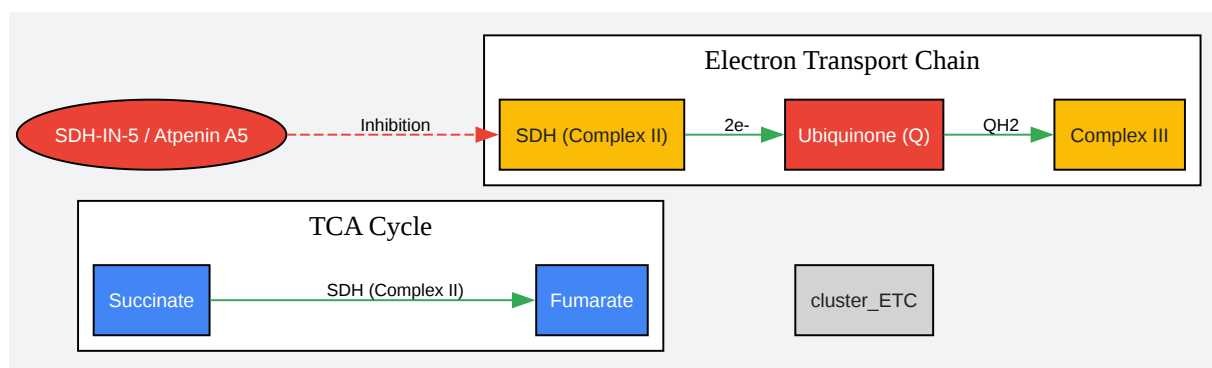 Electron Transport Chain
SDH-IN-5 / Atpenin A5
Inhibition
SDH (Complex II)
2e-
Ubiquinone (Q)
QH2
Complex III
TCA Cycle
Succinate
SDH (Complex II)
Fumarate
cluster_ETC